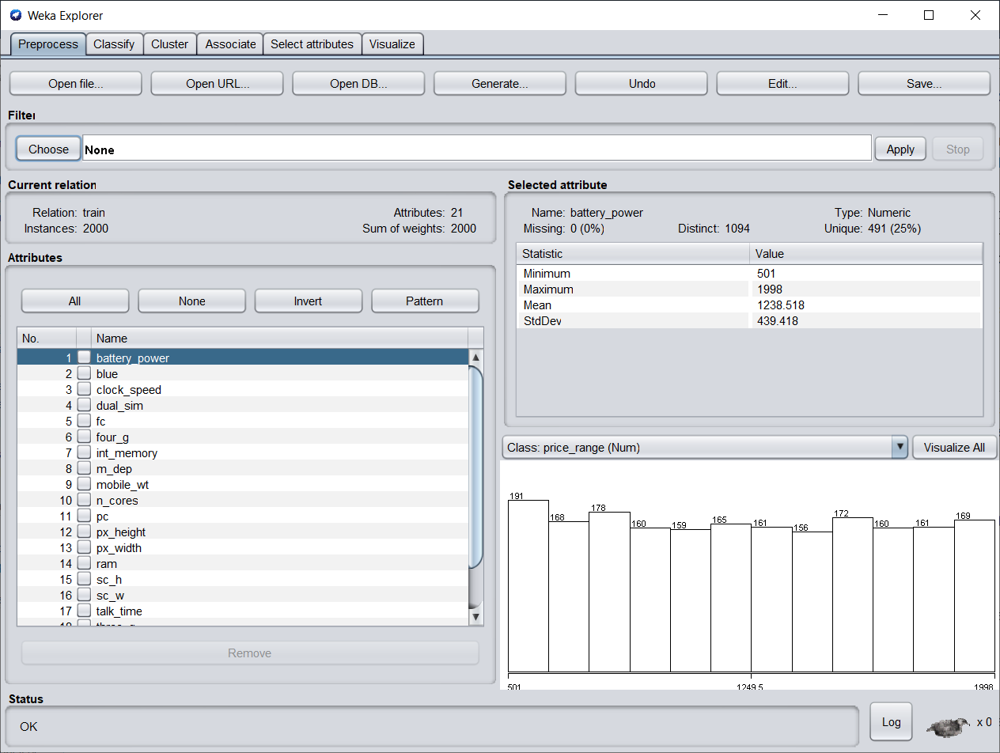 Weka Explorer
Preprocess Classify Cluster Associate Select attributes Visualize
Open file... Open URL... Open DB... Generate... Undo Edit... Save...
Filter
Choose None Apply Stop
Current relation
Relation: train Attributes: 21
Instances: 2000 Sum of weights: 2000
Selected attribute
Name: battery_power Type: Numeric
Missing: 0 (0%) Distinct: 1094 Unique: 491 (25%)
Statistic Value
Minimum 501
Maximum 1998
Mean 1238.518
StdDev 439.418
Attributes
All None Invert Pattern
No. Name
1 battery_power
2 blue
3 clock_speed
4 dual_sim
5 fc
6 four_g
7 int_memory
8 m_dep
9 mobile_wt
10 n_cores
11 pc
12 px_height
13 px_width
14 ram
15 sc_h
16 sc_w
17 talk_time
18 three_g
Remove
Class: price_range (Num) Visualize All
191 168 178 160 159 165 161 156 172 160 161 169
501 1249.5 1998
Status
OK
Log x 0